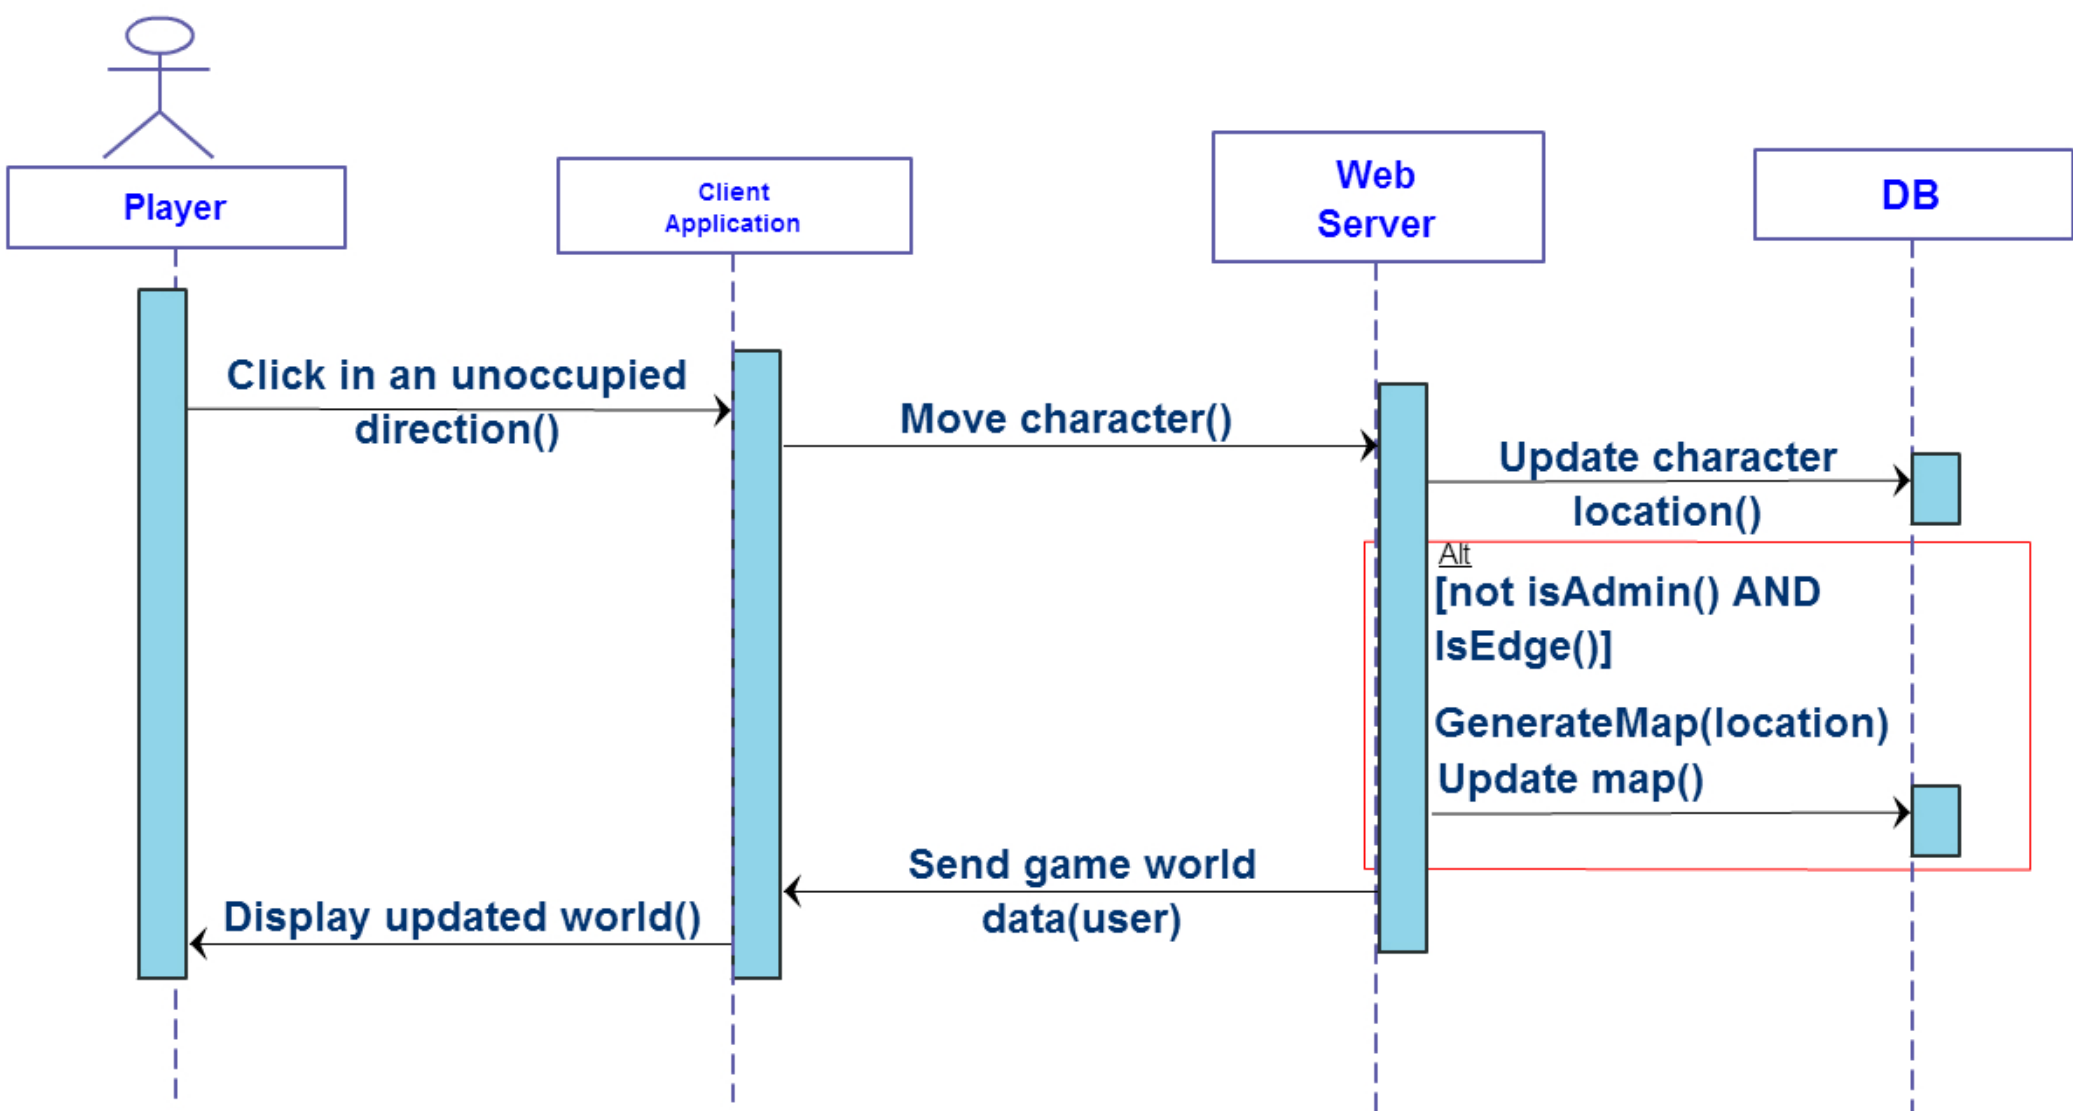 Player
Client
Application
Web
Server
DB
Click in an unoccupied
direction()
Move character()
Update character
location()
Alt
[not isAdmin() AND
IsEdge()]
GenerateMap(location)
Update map()
Send game world
data(user)
Display updated world()